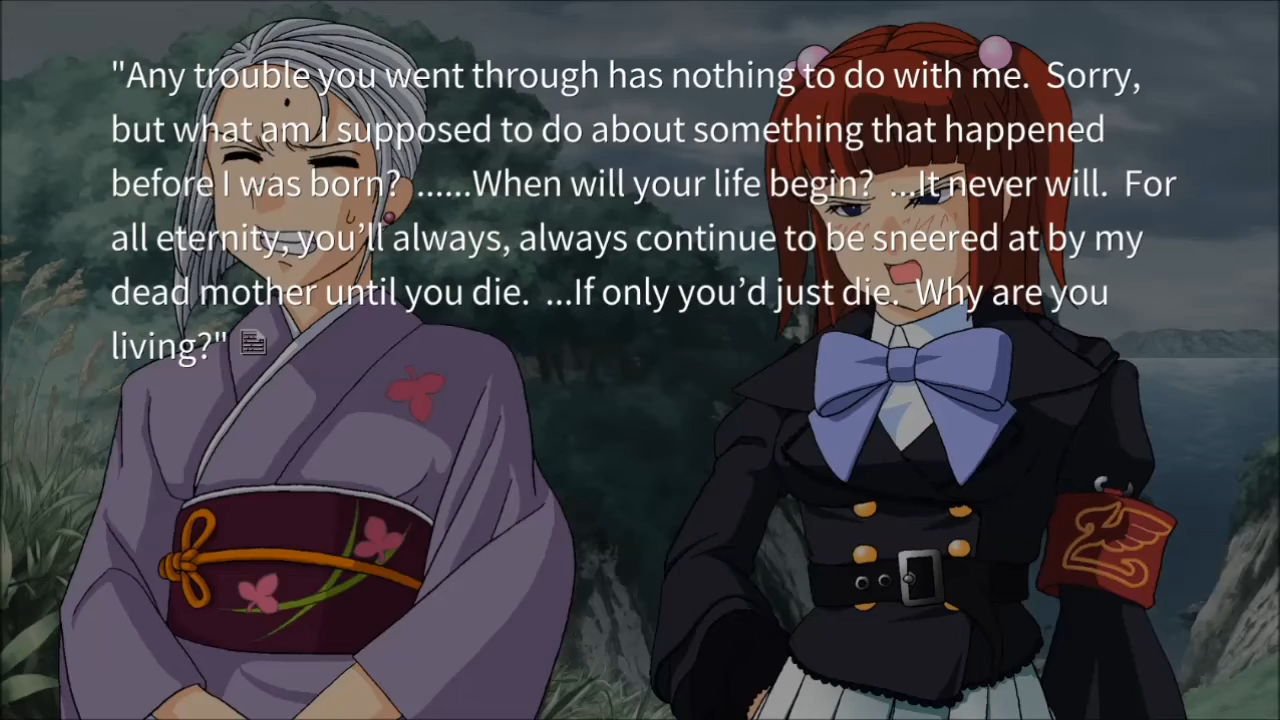 "Any trouble you went through has nothing to do with me.  Sorry,
but what am I supposed to do about something that happened
before I was born?  ......When will your life begin?  ...It never will.  For
all eternity, you’ll always, always continue to be sneered at by my
dead mother until you die.  ...If only you’d just die.  Why are you
living?"